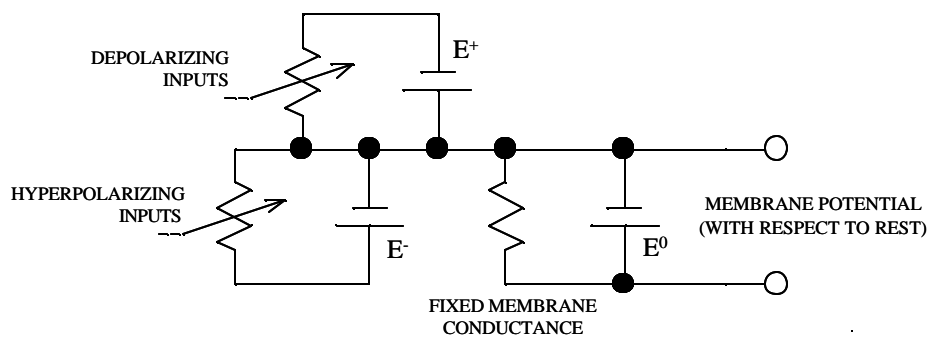 DEPOLARIZING
INPUTS
E+
HYPERPOLARIZING
INPUTS
E-
E0
MEMBRANE POTENTIAL
(WITH RESPECT TO REST)
FIXED MEMBRANE
CONDUCTANCE